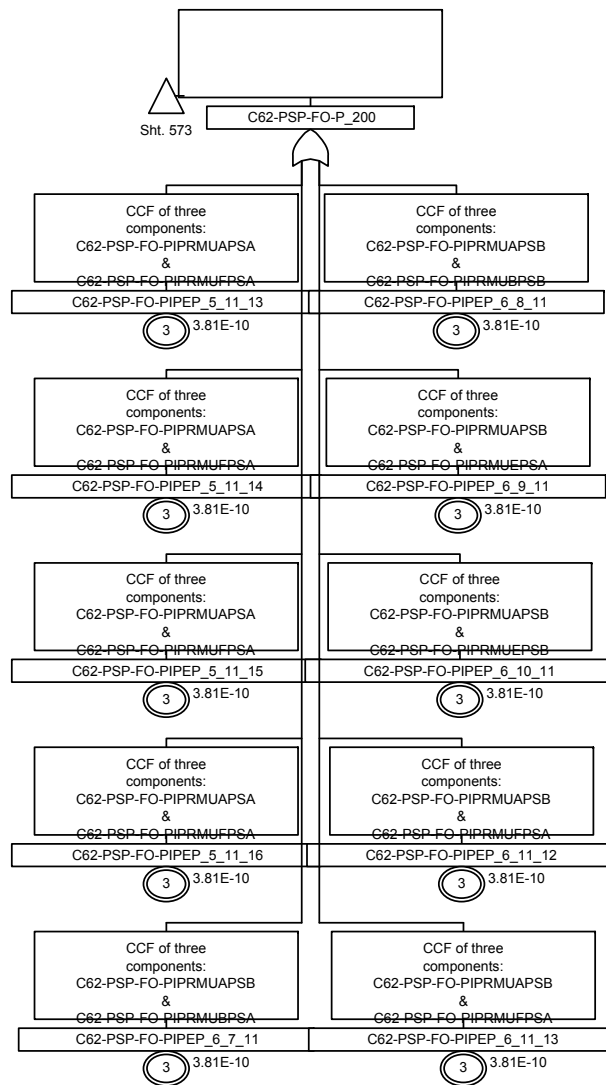 Sht. 573
C62-PSP-FO-P_200
CCF of three
components:
C62-PSP-FO-PIPRMUAPSA
&
C62-PSP-FO-PIPRMUFPSA
C62-PSP-FO-PIPEP_5_11_13
3
3.81E-10
CCF of three
components:
C62-PSP-FO-PIPRMUAPSB
&
C62-PSP-FO-PIPRMUBPSB
C62-PSP-FO-PIPEP_6_8_11
3
3.81E-10
CCF of three
components:
C62-PSP-FO-PIPRMUAPSA
&
C62-PSP-FO-PIPRMUFPSA
C62-PSP-FO-PIPEP_5_11_14
3
3.81E-10
CCF of three
components:
C62-PSP-FO-PIPRMUAPSB
&
C62-PSP-FO-PIPRMUEPSA
C62-PSP-FO-PIPEP_6_9_11
3
3.81E-10
CCF of three
components:
C62-PSP-FO-PIPRMUAPSA
&
C62-PSP-FO-PIPRMUFPSA
C62-PSP-FO-PIPEP_5_11_15
3
3.81E-10
CCF of three
components:
C62-PSP-FO-PIPRMUAPSB
&
C62-PSP-FO-PIPRMUEPSB
C62-PSP-FO-PIPEP_6_10_11
3
3.81E-10
CCF of three
components:
C62-PSP-FO-PIPRMUAPSA
&
C62-PSP-FO-PIPRMUFPSA
C62-PSP-FO-PIPEP_5_11_16
3
3.81E-10
CCF of three
components:
C62-PSP-FO-PIPRMUAPSB
&
C62-PSP-FO-PIPRMUFPSA
C62-PSP-FO-PIPEP_6_11_12
3
3.81E-10
CCF of three
components:
C62-PSP-FO-PIPRMUAPSB
&
C62-PSP-FO-PIPRMUBPSA
C62-PSP-FO-PIPEP_6_7_11
3
3.81E-10
CCF of three
components:
C62-PSP-FO-PIPRMUAPSB
&
C62-PSP-FO-PIPRMUFPSA
C62-PSP-FO-PIPEP_6_11_13
3
3.81E-10